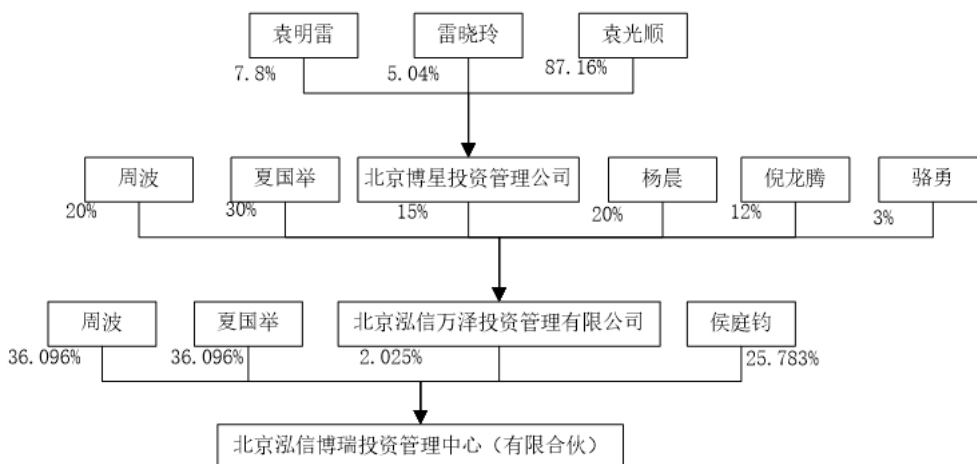 袁明雷 雷晓玲 袁光顺
7.8% 5.04% 87.16%
周波 夏国举 北京博星投资管理公司 杨晨 倪龙腾 骆勇
20% 30% 15% 20% 12% 3%
周波 夏国举 北京泓信万泽投资管理有限公司 侯庭钧
36.096% 36.096% 2.025% 25.783%
北京泓信博瑞投资管理中心（有限合伙）